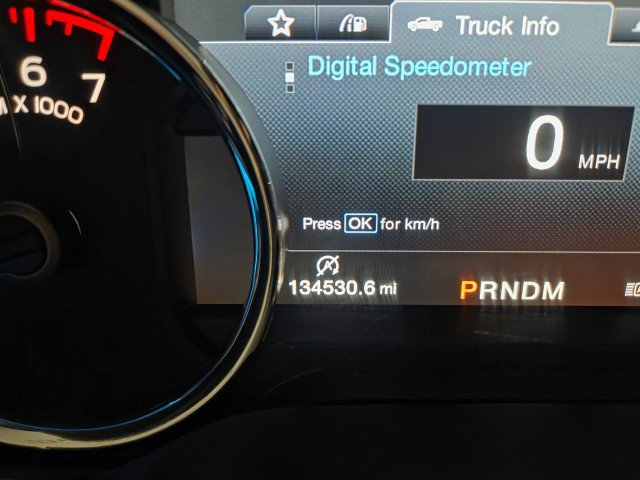 Truck Info
Digital Speedometer
6
7
X 1000
0 MPH
Press OK for km/h
134530.6 mi
PRNDM